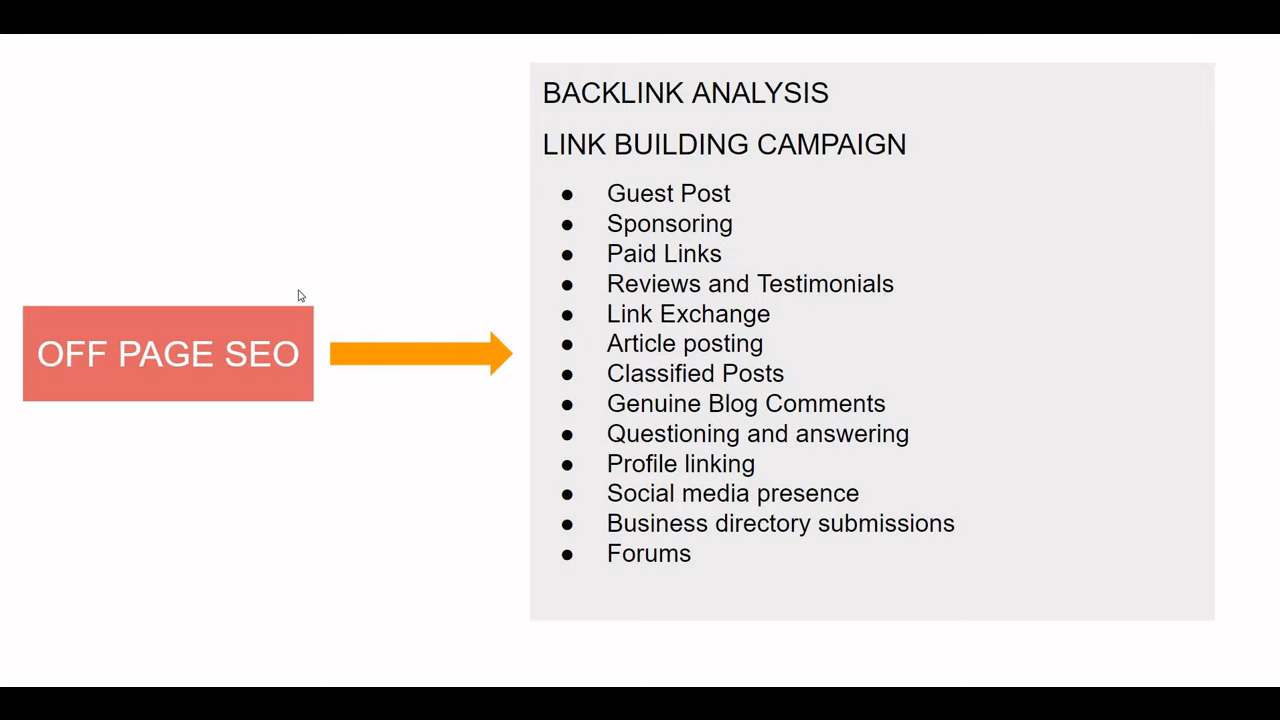 OFF PAGE SEO
BACKLINK ANALYSIS
LINK BUILDING CAMPAIGN
● Guest Post
● Sponsoring
● Paid Links
● Reviews and Testimonials
● Link Exchange
● Article posting
● Classified Posts
● Genuine Blog Comments
● Questioning and answering
● Profile linking
● Social media presence
● Business directory submissions
● Forums